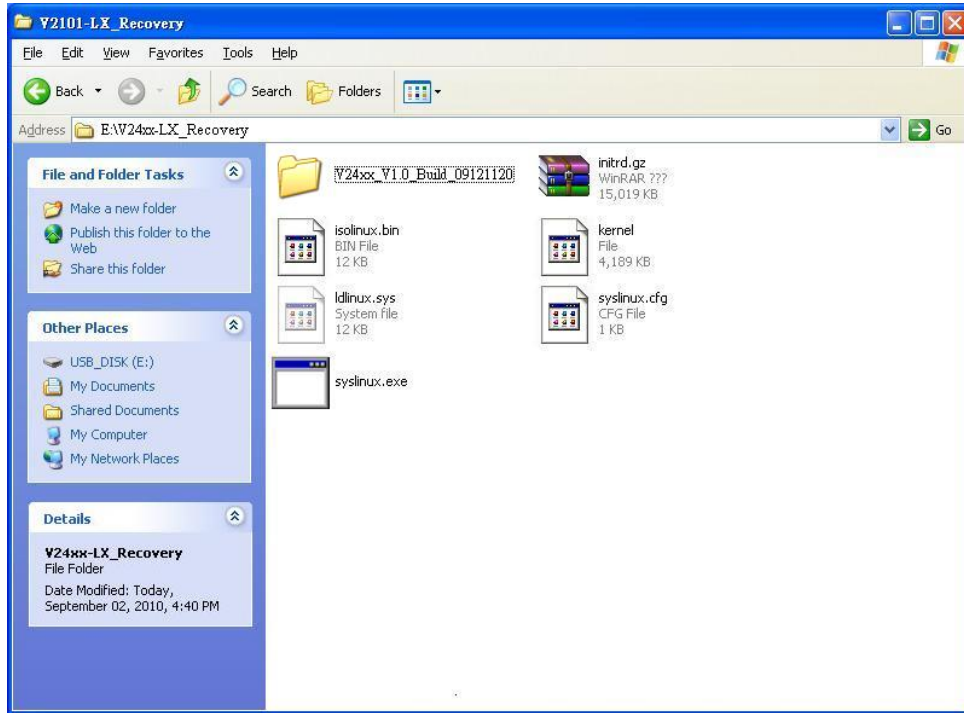 V2101-LX_Recovery
File Edit View Favorites Tools Help
Back Search Folders
Address E:\V24xx-LX_Recovery Go
File and Folder Tasks
Make a new folder
Publish this folder to the
Web
Share this folder
Other Places
USB_DISK (E:)
My Documents
Shared Documents
My Computer
My Network Places
Details
V24xx-LX_Recovery
File Folder
Date Modified: Today,
September 02, 2010, 4:40 PM
V24xx_V1.0_Build_09121120
initrd.gz
WinRAR ???
15,019 KB
isolinux.bin
BIN File
12 KB
kernel
File
4,189 KB
ldlinux.sys
System file
12 KB
syslinux.cfg
CFG File
1 KB
syslinux.exe